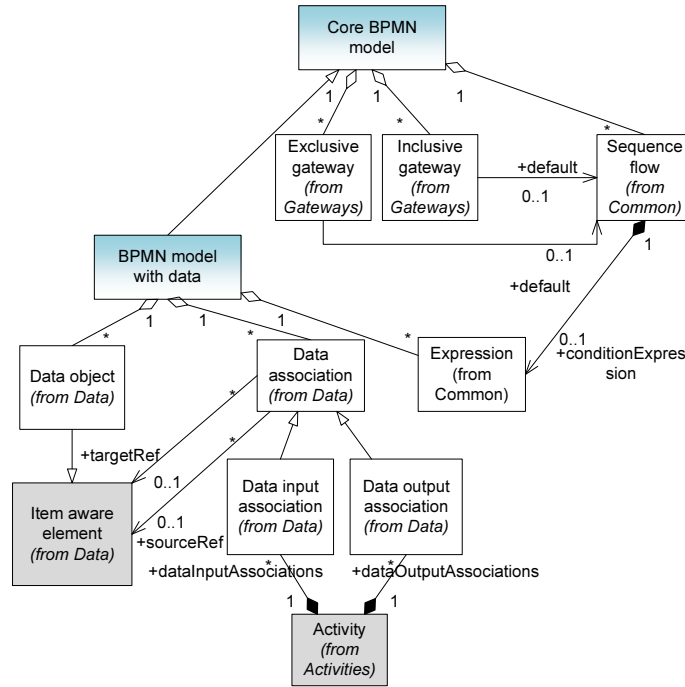 Core BPMN
model
1
1
1
*
*
*
Exclusive
gateway
(from
Gateways)
Inclusive
gateway
(from
Gateways)
+default
0..1
Sequence
flow
(from
Common)
0..1
1
+default
BPMN model
with data
1
1
1
*
*
*
0..1
+conditionExpres
sion
Data object
(from Data)
Data
association
(from Data)
Expression
(from
Common)
*
*
+targetRef
0..1
0..1
+sourceRef
Item aware
element
(from Data)
Data input
association
(from Data)
Data output
association
(from Data)
*
*
+dataInputAssociations
+dataOutputAssociations
1
1
Activity
(from
Activities)